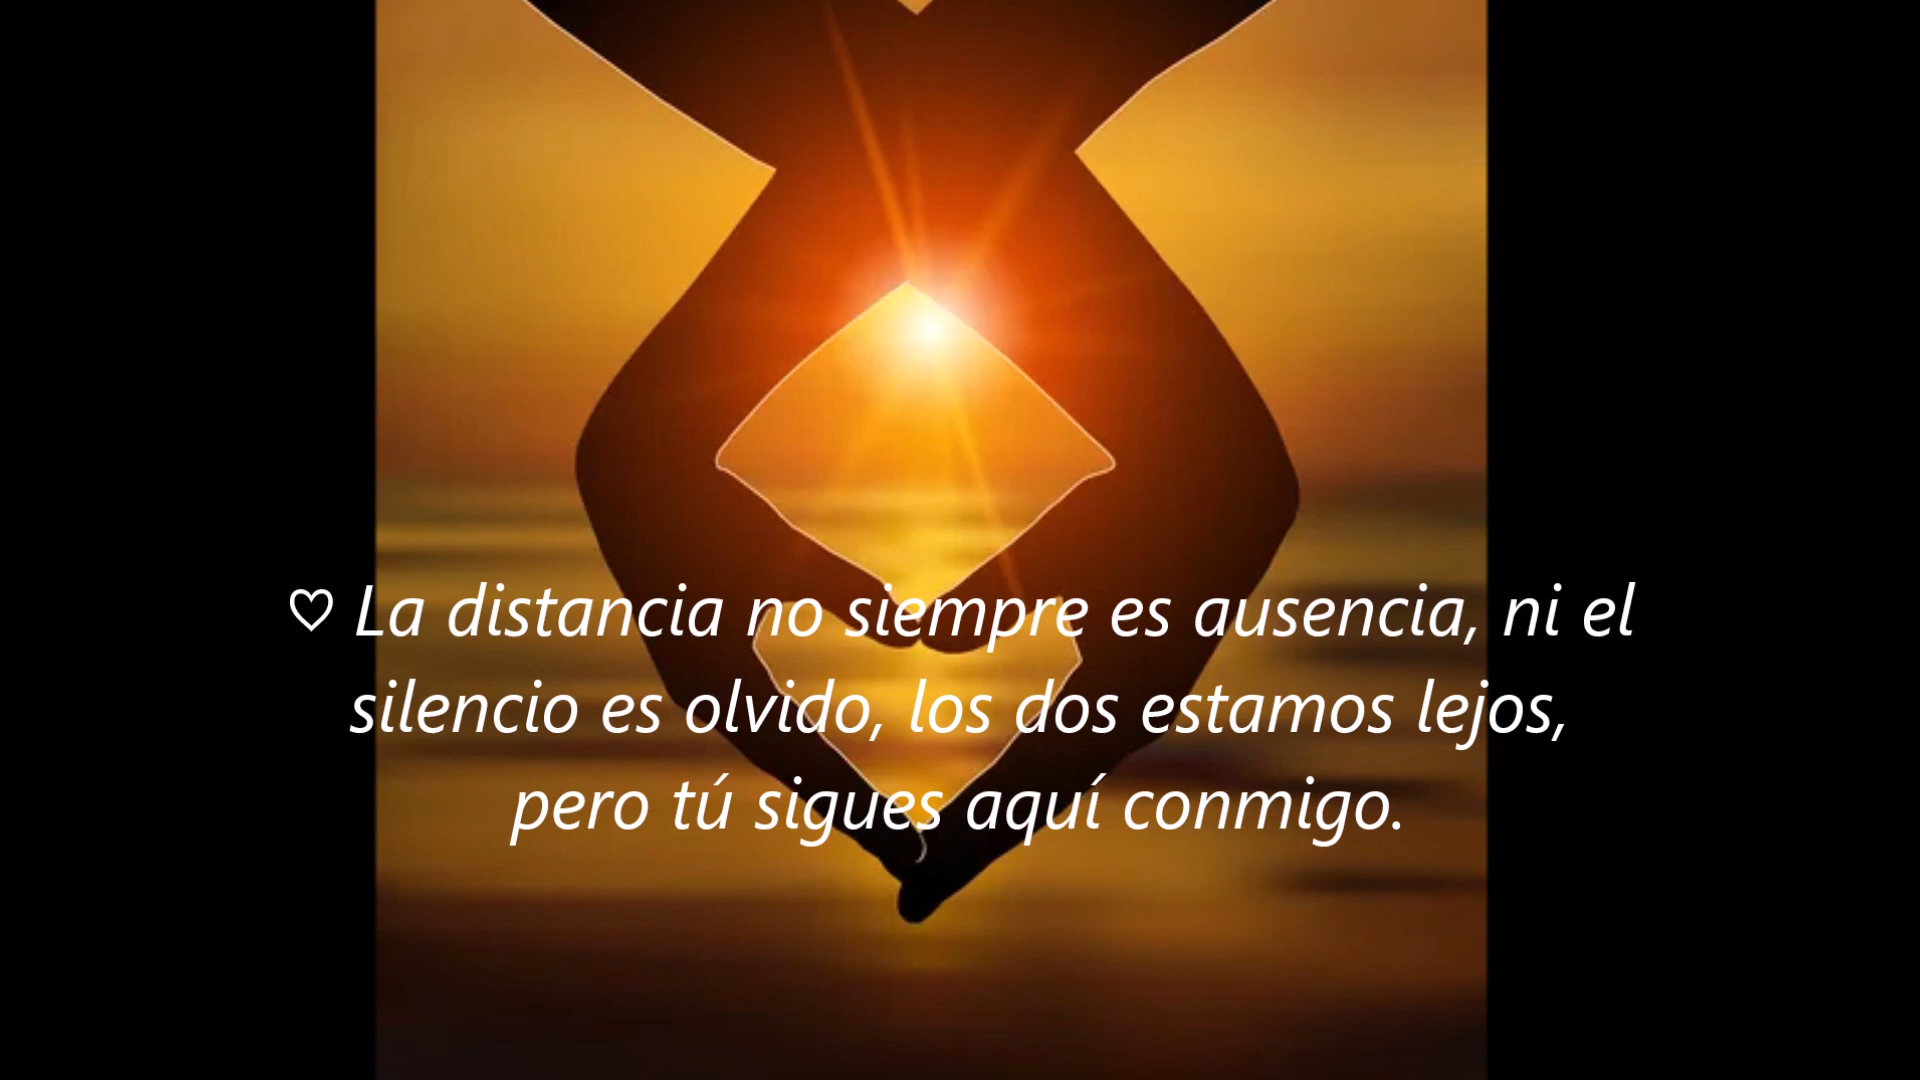 ♡ La distancia no siempre es ausencia, ni el
silencio es olvido, los dos estamos lejos,
pero tú sigues aquí conmigo.